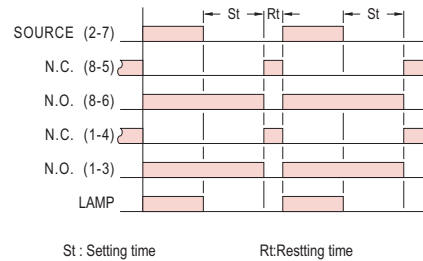 St Rt St
SOURCE (2-7)
N.C. (8-5)
N.O. (8-6)
N.C. (1-4)
N.O. (1-3)
LAMP
St : Setting time Rt:Restting time